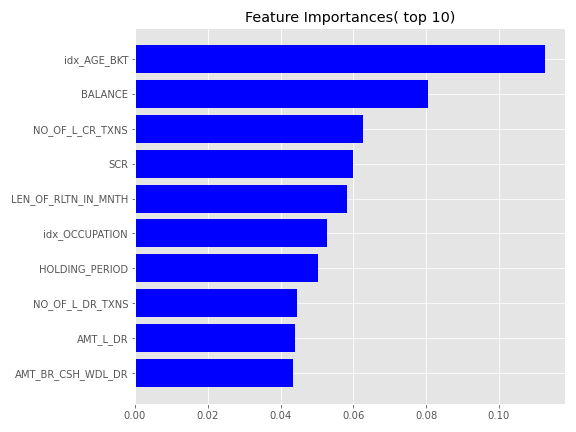 Feature Importances( top 10)
idx_AGE_BKT
BALANCE
NO_OF_L_CR_TXNS
SCR
LEN_OF_RLTN_IN_MNTH
idx_OCCUPATION
HOLDING_PERIOD
NO_OF_L_DR_TXNS
AMT_L_DR
AMT_BR_CSH_WDL_DR
0.00 0.02 0.04 0.06 0.08 0.10